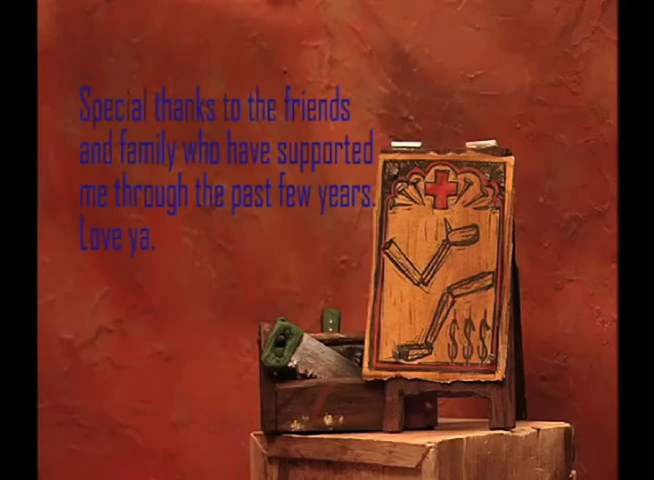 Special thanks to the friends
and family who have supported
me through the past few years.
Love ya.
$ $ $